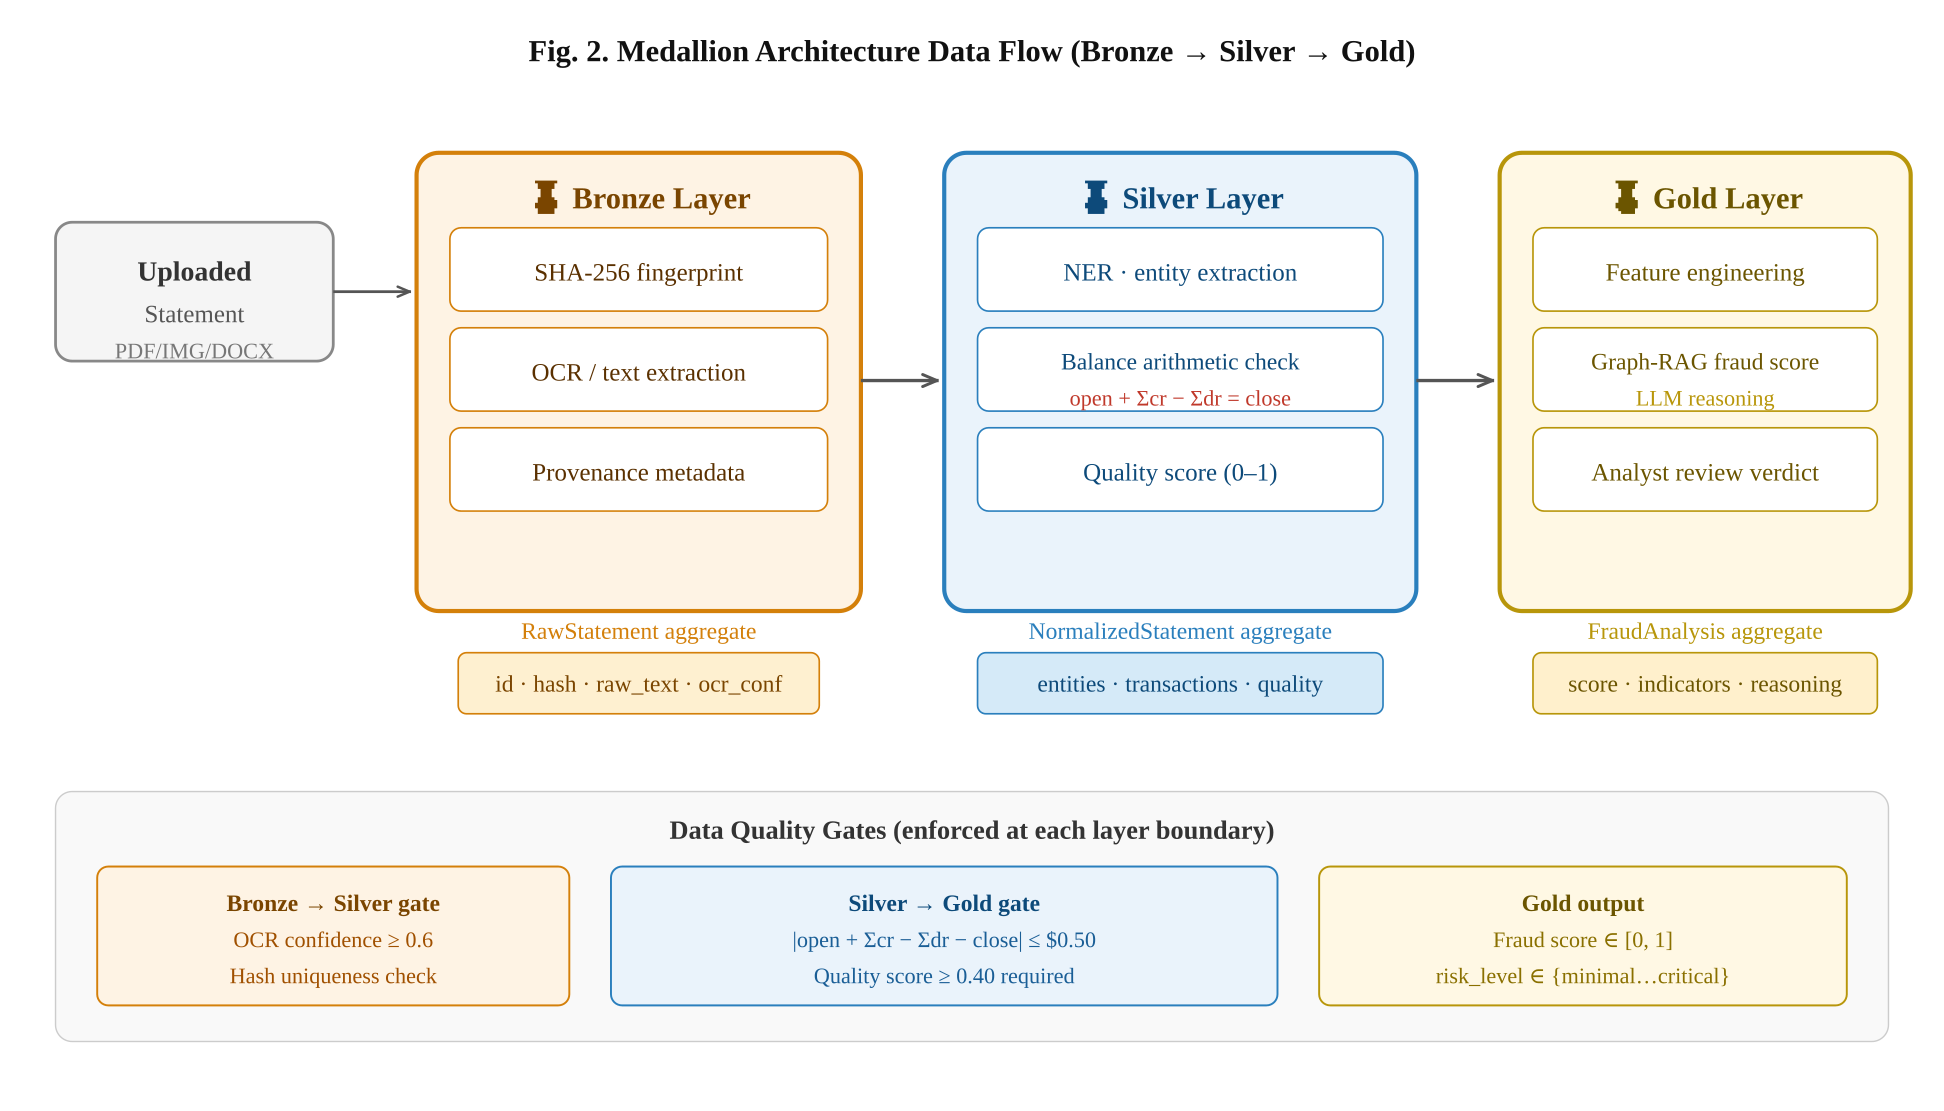 Fig. 2. Medallion Architecture Data Flow (Bronze → Silver → Gold)
Uploaded
Statement
PDF/IMG/DOCX
Bronze Layer
SHA-256 fingerprint
OCR / text extraction
Provenance metadata
RawStatement aggregate
id · hash · raw_text · ocr_conf
Silver Layer
NER · entity extraction
Balance arithmetic check
open + Σcr − Σdr = close
Quality score (0–1)
NormalizedStatement aggregate
entities · transactions · quality
Gold Layer
Feature engineering
Graph-RAG fraud score
LLM reasoning
Analyst review verdict
FraudAnalysis aggregate
score · indicators · reasoning
Data Quality Gates (enforced at each layer boundary)
Bronze → Silver gate
OCR confidence ≥ 0.6
Hash uniqueness check
Silver → Gold gate
|open + Σcr − Σdr − close| ≤ $0.50
Quality score ≥ 0.40 required
Gold output
Fraud score ∈ [0, 1]
risk_level ∈ {minimal…critical}